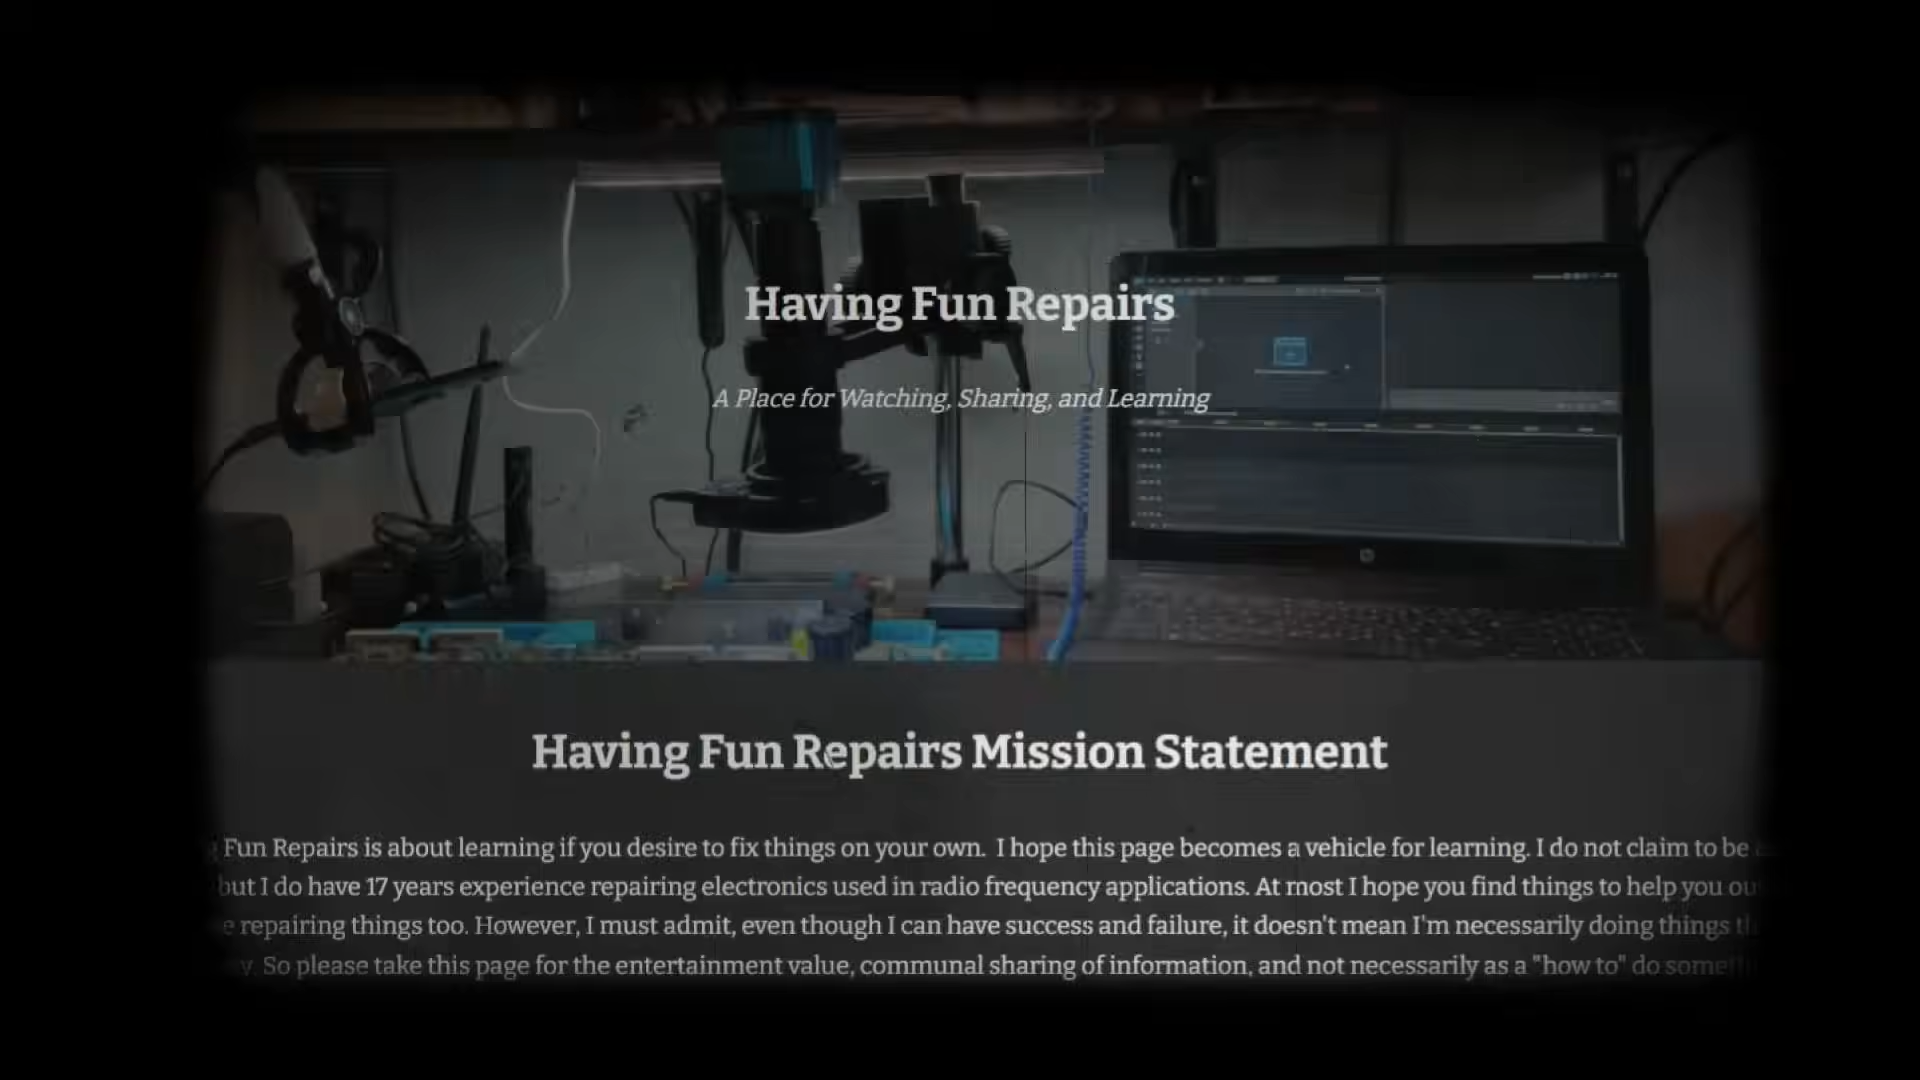 Having Fun Repairs
A Place for Watching, Sharing, and Learning
Having Fun Repairs Mission Statement
Fun Repairs is about learning if you desire to fix things on your own. I hope this page becomes a vehicle for learning. I do not claim to be
but I do have 17 years experience repairing electronics used in radio frequency applications. At most I hope you find things to help you
repairing things too. However, I must admit, even though I can have success and failure, it doesn't mean I'm necessarily doing things
So please take this page for the entertainment value, communal sharing of information, and not necessarily as a "how to" do